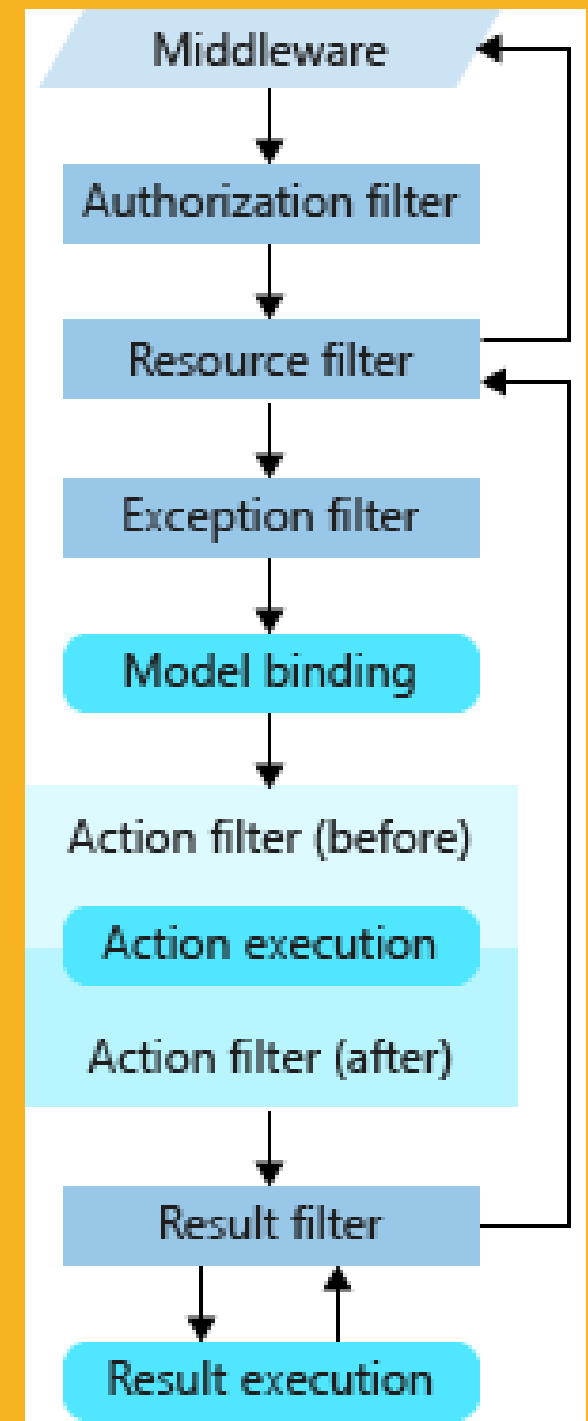 Middleware
Authorization filter
Resource filter
Exception filter
Model binding
Action filter (before)
Action execution
Action filter (after)
Result filter
Result execution